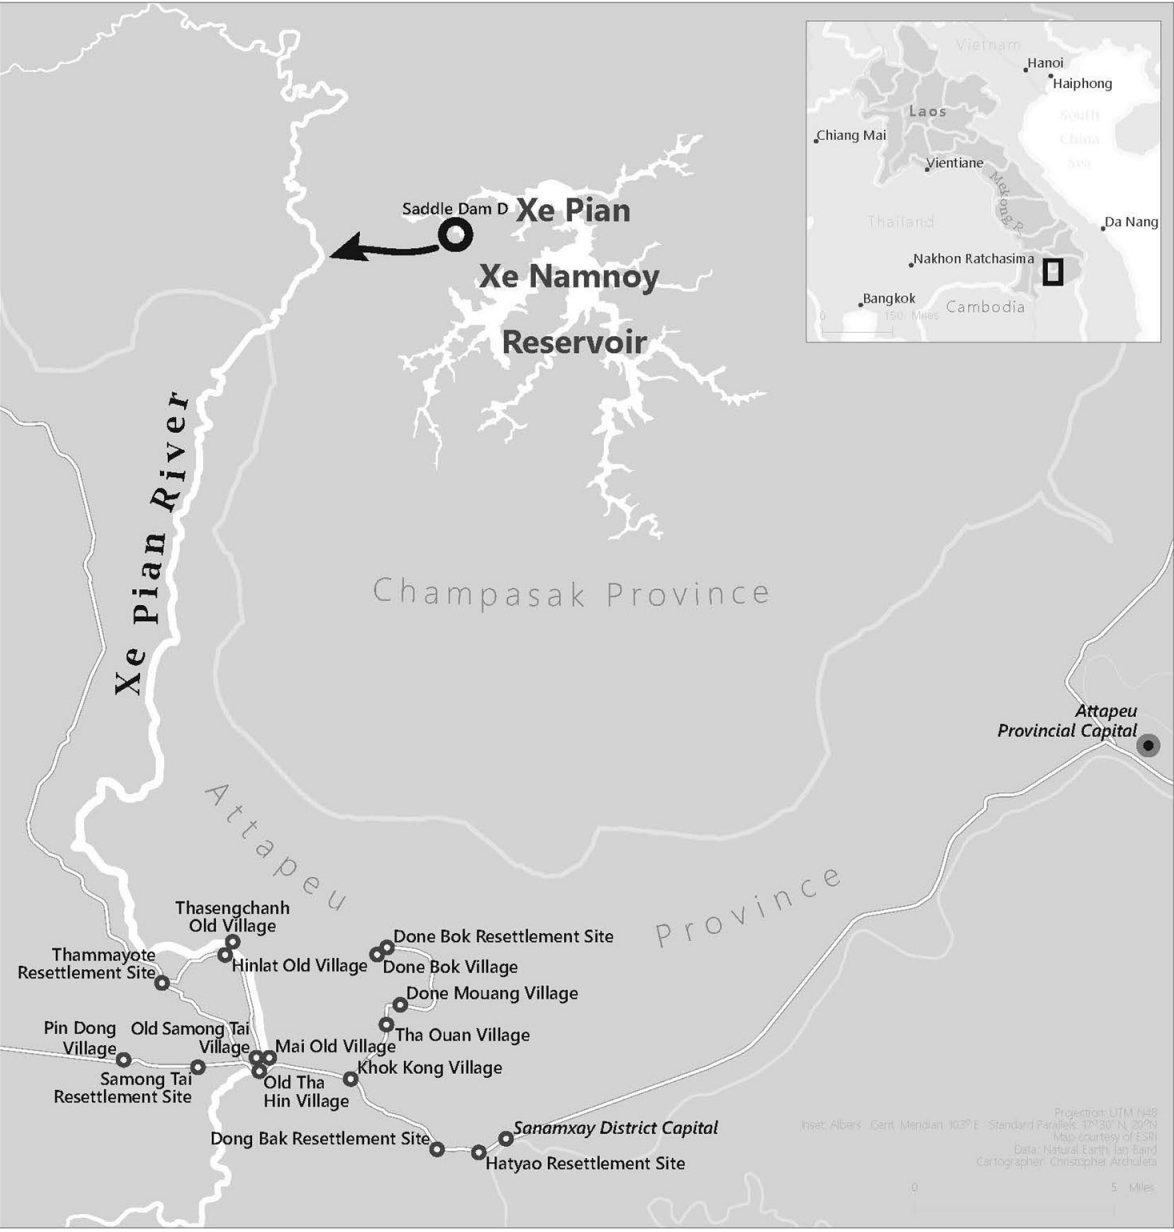 Vietnam
Hanoi
Haiphong
Laos
South
China
Sea
Chiang Mai
Vientiane
Mekong R.
Thailand
Da Nang
Nakhon Ratchasima
Bangkok
Cambodia
0 150 Miles
Saddle Dam D
Xe Pian
Xe Namnoy
Reservoir
Xe Pian River
Champasak Province
Attapeu
Provincial Capital
Attapeu Province
Thasengchanh
Old Village
Thammayote
Resettlement Site
Hinlat Old Village
Done Bok Resettlement Site
Done Bok Village
Done Mouang Village
Tha Ouan Village
Pin Dong
Village
Old Samong Tai
Village
Mai Old Village
Khok Kong Village
Samong Tai
Resettlement Site
Old Tha
Hin Village
Dong Bak Resettlement Site
Sanamxay District Capital
Hatyao Resettlement Site
Projection: UTM N48
Inset: Albers Cent. Meridian: 103° E Standard Parallels: 17°30' N, 20°N
Map courtesy of ESRI
Data: Natural Earth, Ian Baird
Cartographer: Christopher Archuleta
0 5 Miles